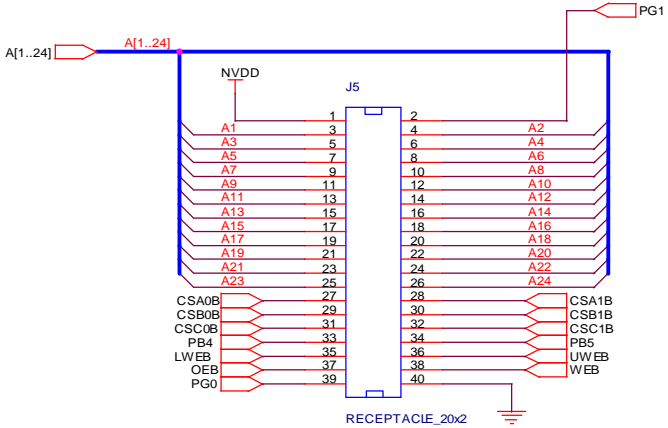 PG1
A[1..24] A[1..24]
NVDD
J5
1 2
A1 3 4 A2
A3 5 6 A4
A5 7 8 A6
A7 9 10 A8
A9 11 12 A10
A11 13 14 A12
A13 15 16 A14
A15 17 18 A16
A17 19 20 A18
A19 21 22 A20
A21 23 24 A22
A23 25 26 A24
CSA0B 27 28 CSA1B
CSB0B 29 30 CSB1B
CSC0B 31 32 CSC1B
PB4 33 34 PB5
LWEB 35 36 UWEB
OEB 37 38 WEB
PG0 39 40
RECEPTACLE_20x2